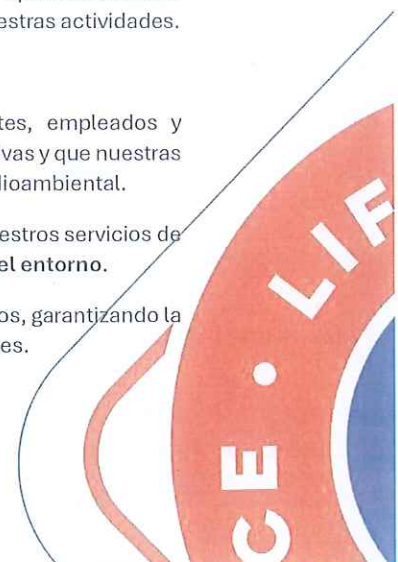 estras actividades.
tes, empleados y
vas y que nuestras
dioambiental.
estros servicios de
el entorno.
os, garantizando la
es.
CE • LIF